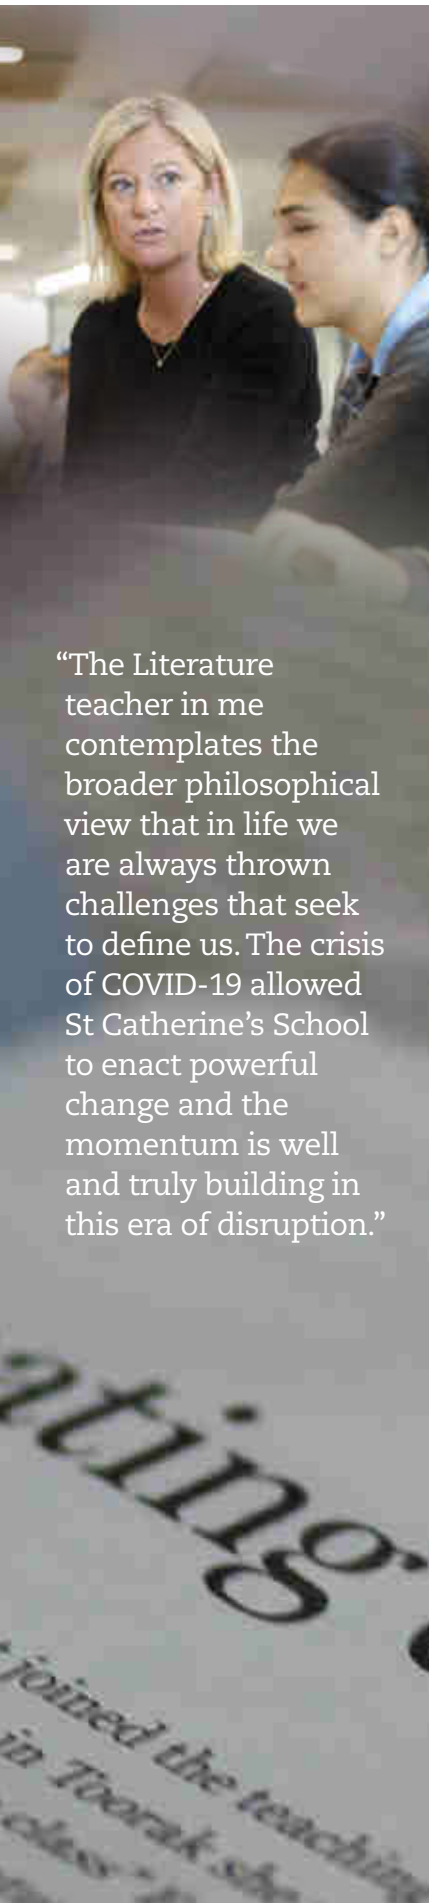 “The Literature
teacher in me
contemplates the
broader philosophical
view that in life we
are always thrown
challenges that seek
to define us. The crisis
of COVID-19 allowed
St Catherine’s School
to enact powerful
change and the
momentum is well
and truly building in
this era of disruption.”
ating
joined the teaching
in Toorak she
class"